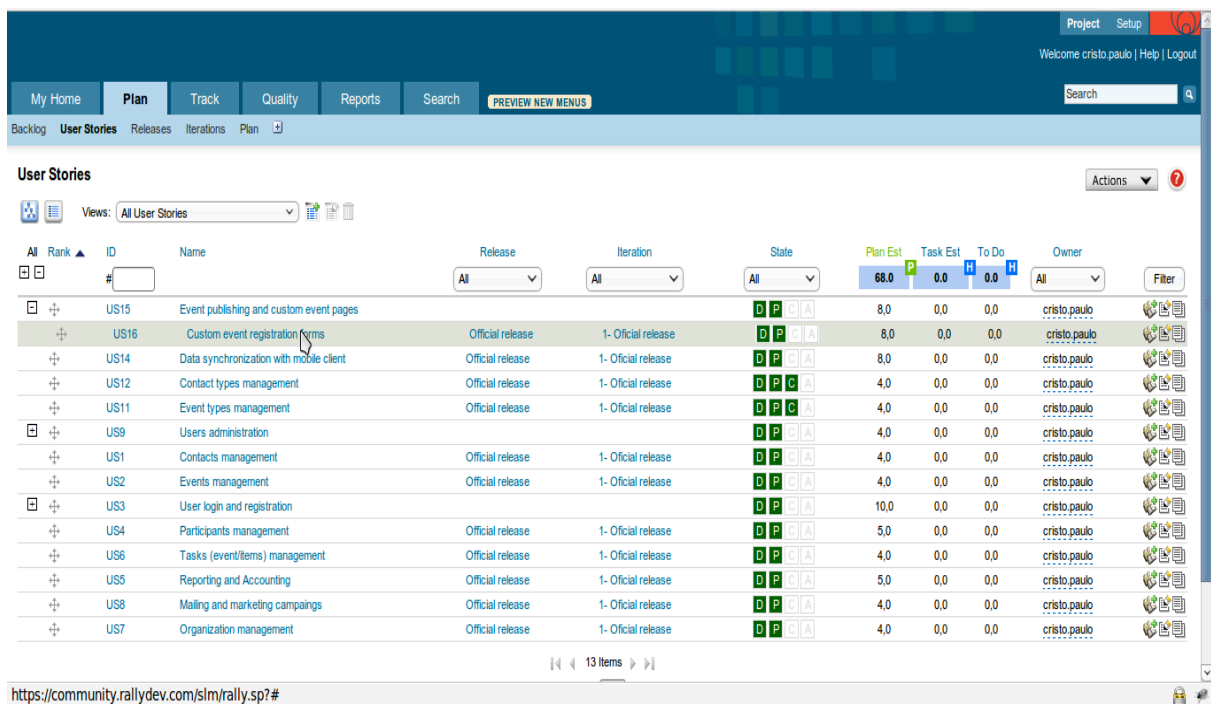 Project Setup
Welcome cristo.paulo | Help | Logout
My Home Plan Track Quality Reports Search PREVIEW NEW MENUS Search
Backlog User Stories Releases Iterations Plan
User Stories
Actions ?
Views: All User Stories
All Rank ID Name Release Iteration State Plan Est Task Est To Do Owner
# All All All 68.0 P 0.0 H 0.0 H All Filter
US15 Event publishing and custom event pages D P C A 8,0 0,0 0,0 cristo.paulo
US16 Custom event registration forms Official release 1- Oficial release D P C A 8,0 0,0 0,0 cristo.paulo
US14 Data synchronization with mobile client Official release 1- Oficial release D P C A 8,0 0,0 0,0 cristo.paulo
US12 Contact types management Official release 1- Oficial release D P C A 4,0 0,0 0,0 cristo.paulo
US11 Event types management Official release 1- Oficial release D P C A 4,0 0,0 0,0 cristo.paulo
US9 Users administration D P C A 4,0 0,0 0,0 cristo.paulo
US1 Contacts management Official release 1- Oficial release D P C A 4,0 0,0 0,0 cristo.paulo
US2 Events management Official release 1- Oficial release D P C A 4,0 0,0 0,0 cristo.paulo
US3 User login and registration D P C A 10,0 0,0 0,0 cristo.paulo
US4 Participants management Official release 1- Oficial release D P C A 5,0 0,0 0,0 cristo.paulo
US6 Tasks (event/items) management Official release 1- Oficial release D P C A 4,0 0,0 0,0 cristo.paulo
US5 Reporting and Accounting Official release 1- Oficial release D P C A 5,0 0,0 0,0 cristo.paulo
US8 Mailing and marketing campaings Official release 1- Oficial release D P C A 4,0 0,0 0,0 cristo.paulo
US7 Organization management Official release 1- Oficial release D P C A 4,0 0,0 0,0 cristo.paulo
13 Items
https://community.rallydev.com/slm/rally.sp?#